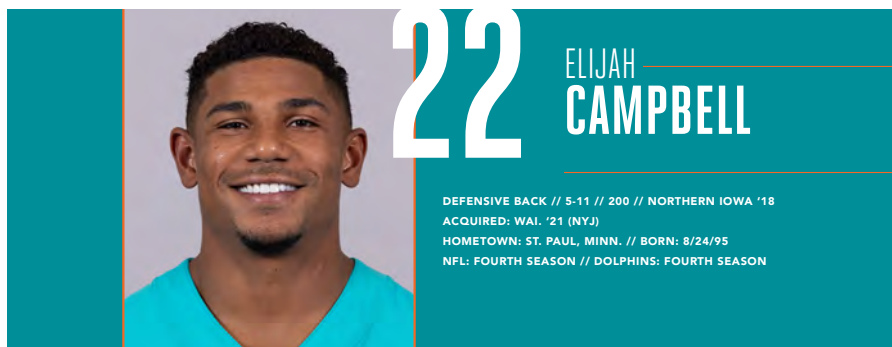 22
ELIJAH
CAMPBELL
DEFENSIVE BACK // 5-11 // 200 // NORTHERN IOWA ‘18
ACQUIRED: WAI. ‘21 (NYJ)
HOMETOWN: ST. PAUL, MINN. // BORN: 8/24/95
NFL: FOURTH SEASON // DOLPHINS: FOURTH SEASON